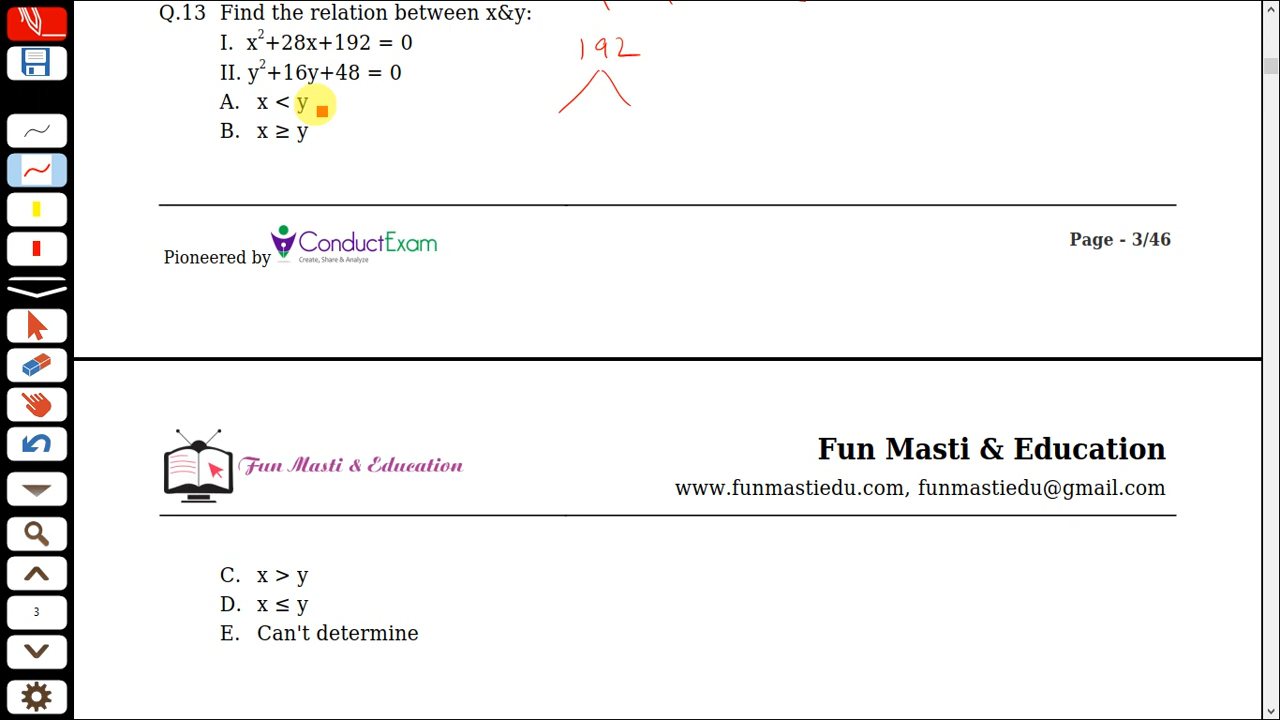 Q.13 Find the relation between x&y:
I. x²+28x+192 = 0
192
II. y²+16y+48 = 0
A. x < y
B. x ≥ y
Pioneered by ConductExam
Create, Share & Analyze
Page - 3/46
Fun Masti & Education
Fun Masti & Education
www.funmastiedu.com, funmastiedu@gmail.com
C. x > y
D. x ≤ y
E. Can't determine
3